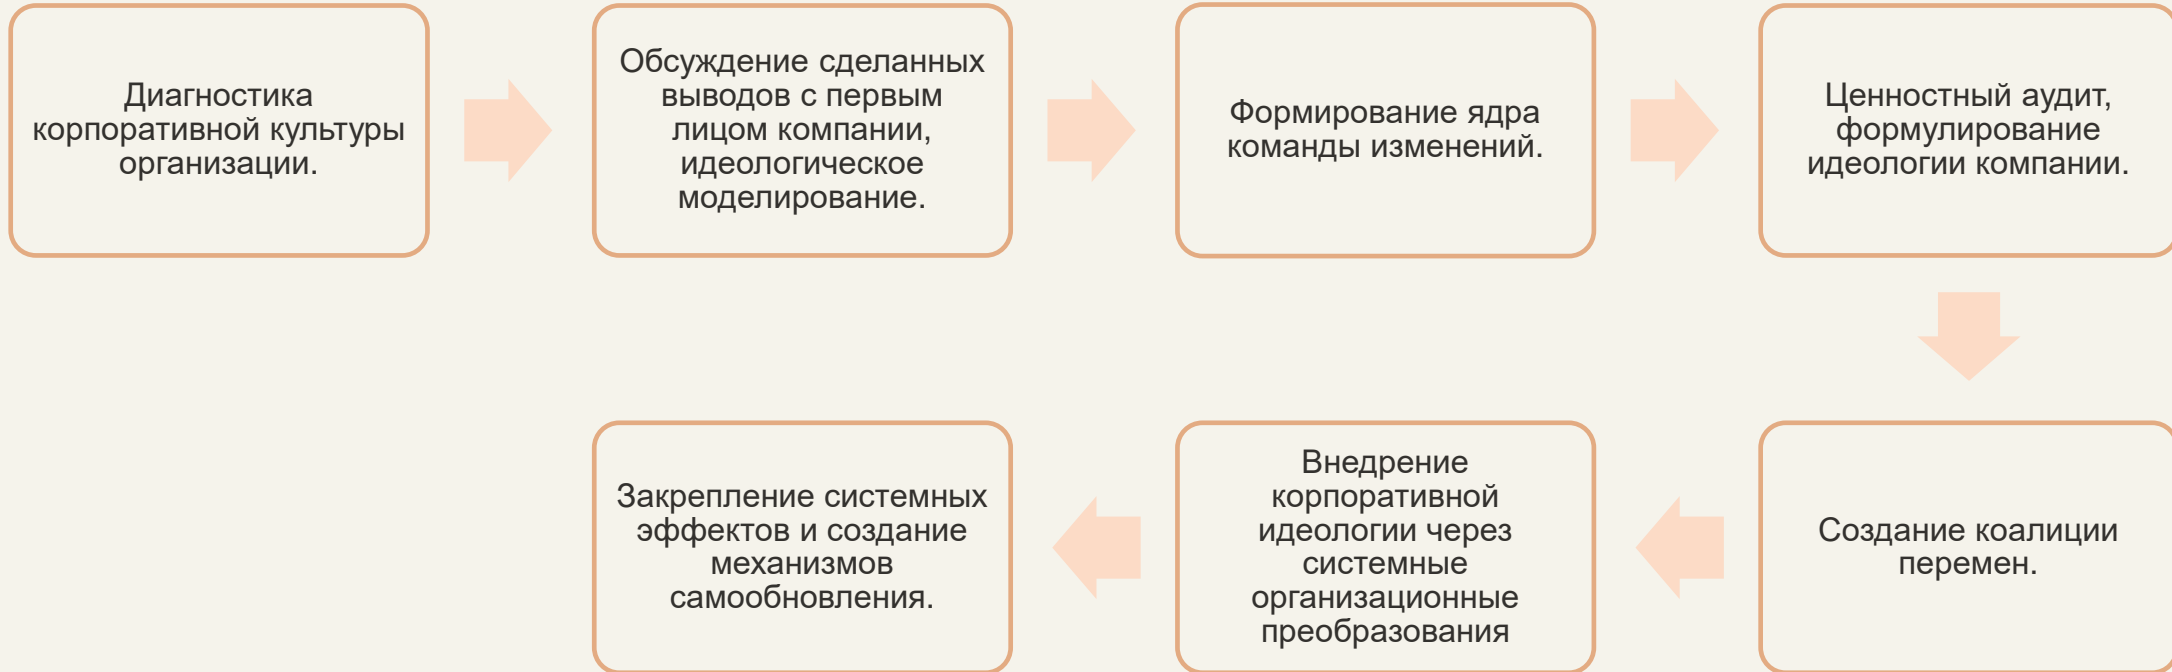 Диагностика
корпоративной культуры
организации.
Обсуждение сделанных
выводов с первым
лицом компании,
идеологическое
моделирование.
Формирование ядра
команды изменений.
Ценностный аудит,
формулирование
идеологии компании.
Создание коалиции
перемен.
Внедрение
корпоративной
идеологии через
системные
организационные
преобразования
Закрепление системных
эффектов и создание
механизмов
самообновления.